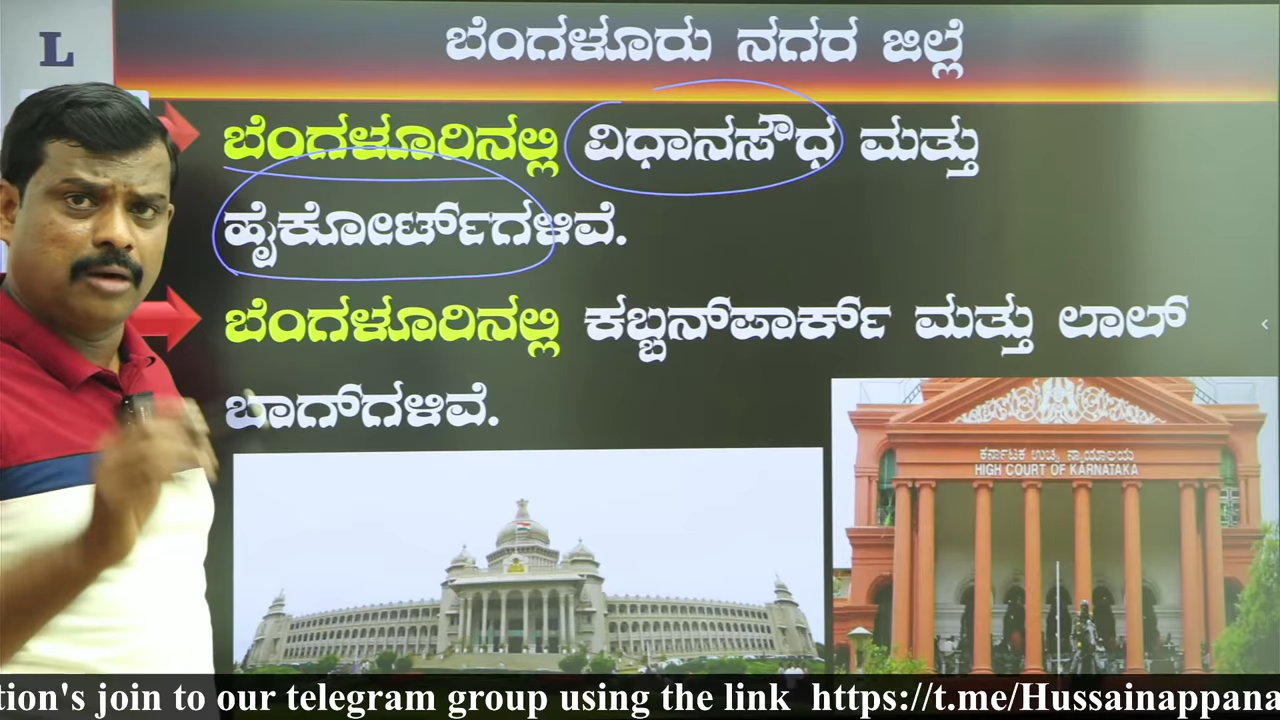 L
ಬೆಂಗಳೂರು ನಗರ ಜಿಲ್ಲೆ
ಬೆಂಗಳೂರಿನಲ್ಲಿ ವಿಧಾನಸೌಧ ಮತ್ತು
ಹೈಕೋರ್ಟ್‌ಗಳಿವೆ.
ಬೆಂಗಳೂರಿನಲ್ಲಿ ಕಬ್ಬನ್‌ಪಾರ್ಕ್ ಮತ್ತು ಲಾಲ್
ಬಾಗ್‌ಗಳಿವೆ.
ಕರ್ನಾಟಕ ಉಚ್ಛ ನ್ಯಾಯಾಲಯ
HIGH COURT OF KARNATAKA
tion's join to our telegram group using the link https://t.me/Hussainappana